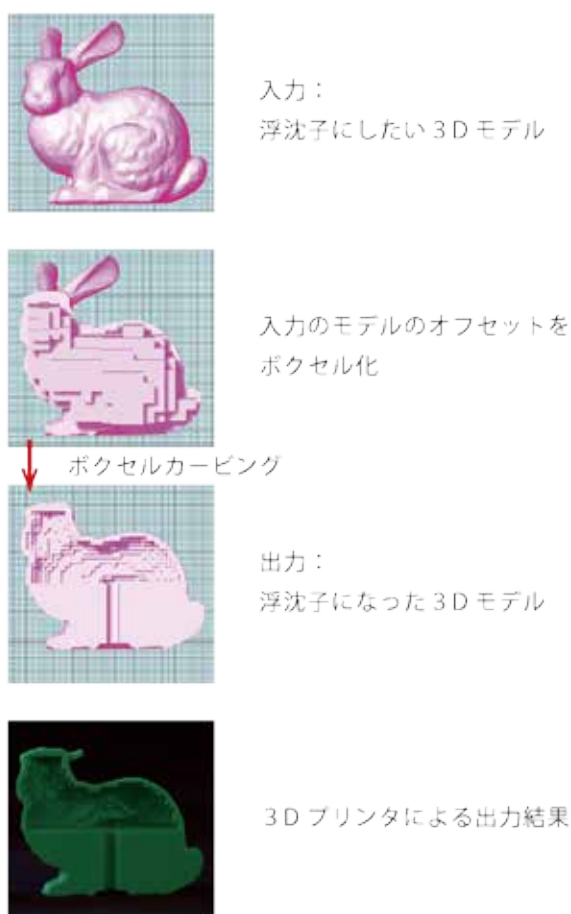 入力：
浮沈子にしたい3Dモデル
入力のモデルのオフセットを
ボクセル化
ボクセルカービング
出力：
浮沈子になった3Dモデル
3Dプリンタによる出力結果